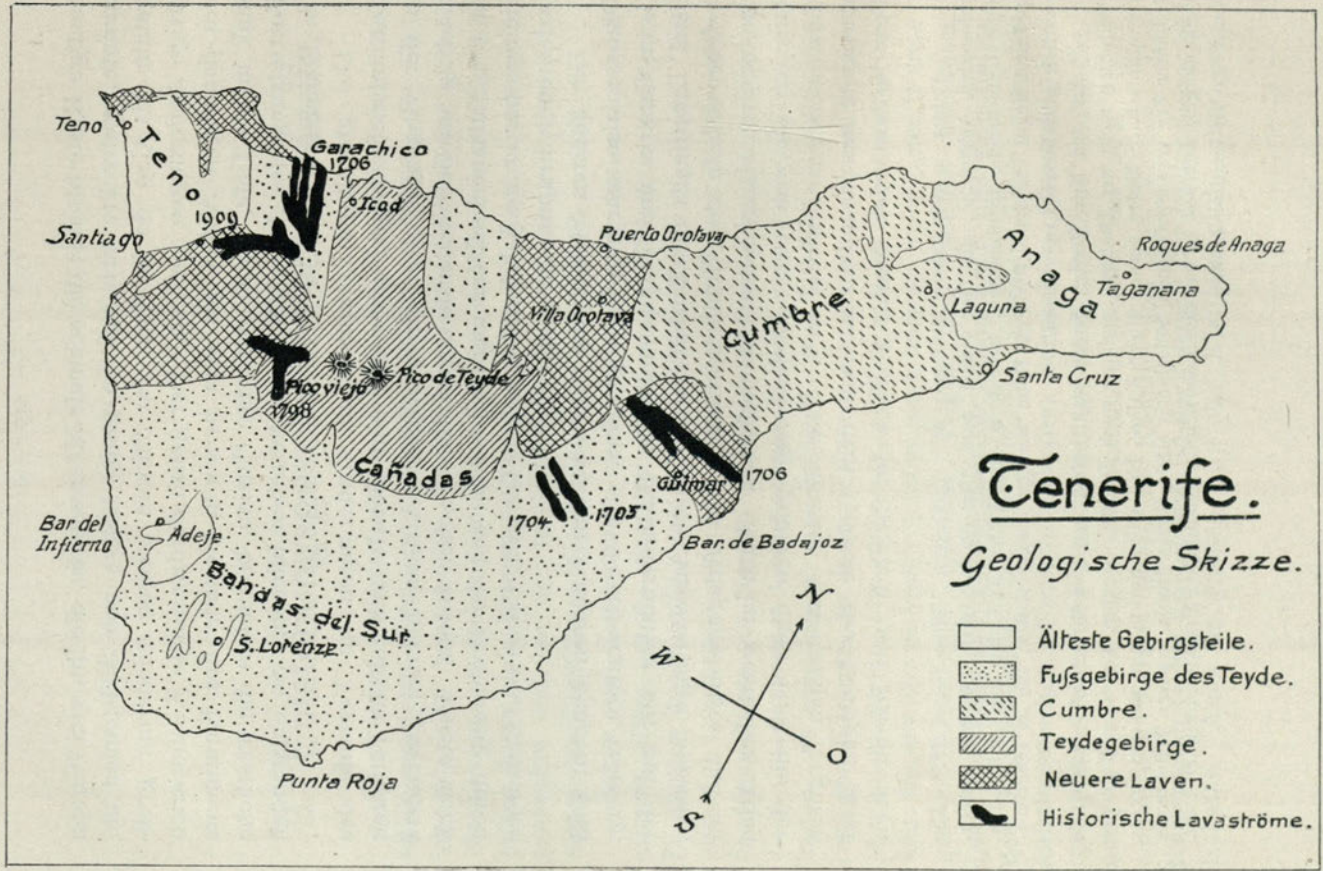 Garachico
1706
Teno
Teno
Icod
1909
Santiago
Puerto Orotava
Villa Orotava
Cumbre
Anaga
Roques de Anaga
Taganana
Laguna
Santa Cruz
Pico viejo
Pico de Teyde
1798
Cañadas
Güimar
1706
1704
1705
Bar. de Badajoz
Bar del
Infierno
Adeje
Bandas del. Sur
S. Lorenze
Punta Roja
Tenerife.
Geologische Skizze.
N
W
O
S
Älteste Gebirgsteile.
Fußgebirge des Teyde.
Cumbre.
Teydegebirge.
Neuere Laven.
Historische Lavaströme.